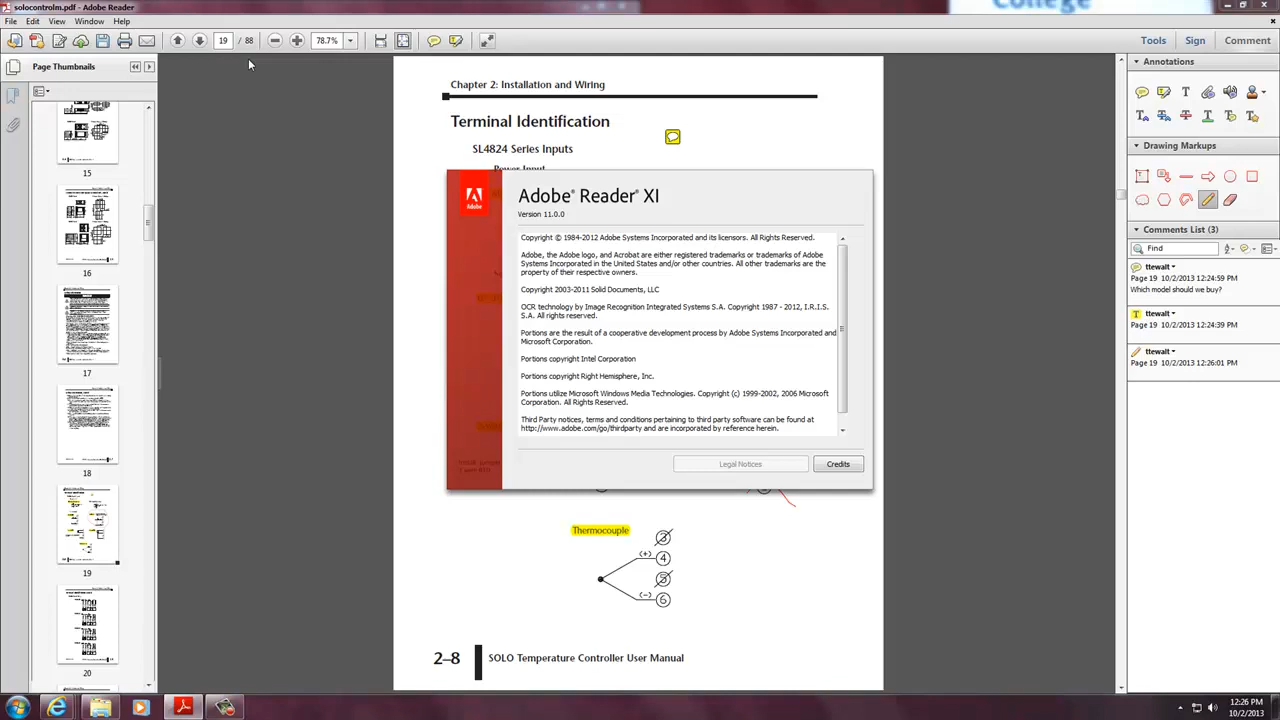 College
solocontrolm.pdf - Adobe Reader
File Edit View Window Help
19 / 88 78.7% Tools Sign Comment
Page Thumbnails
15
16
17
18
19
20
Chapter 2: Installation and Wiring
Terminal Identification
SL4824 Series Inputs
Power Input
Adobe
Adobe® Reader® XI
Version 11.0.0
Copyright © 1984-2012 Adobe Systems Incorporated and its licensors. All Rights Reserved.
Adobe, the Adobe logo, and Acrobat are either registered trademarks or trademarks of Adobe
Systems Incorporated in the United States and/or other countries. All other trademarks are the
property of their respective owners.
Copyright 2003-2011 Solid Documents, LLC
OCR technology by Image Recognition Integrated Systems S.A. Copyright 1987 - 2012, I.R.I.S.
S.A. All rights reserved.
Portions are the result of a cooperative development process by Adobe Systems Incorporated and
Microsoft Corporation.
Portions copyright Intel Corporation
Portions copyright Right Hemisphere, Inc.
Portions utilize Microsoft Windows Media Technologies. Copyright (c) 1999-2002, 2006 Microsoft
Corporation. All Rights Reserved.
Third Party notices, terms and conditions pertaining to third party software can be found at
http://www.adobe.com/go/thirdparty and are incorporated by reference herein.
Legal Notices Credits
Thermocouple
3
(+) 4
5
(-) 6
2–8 SOLO Temperature Controller User Manual
Annotations
Drawing Markups
Comments List (3)
Find
ttewalt
Page 19 10/2/2013 12:24:59 PM
Which model should we buy?
ttewalt
Page 19 10/2/2013 12:24:39 PM
ttewalt
Page 19 10/2/2013 12:26:01 PM
12:26 PM
10/2/2013